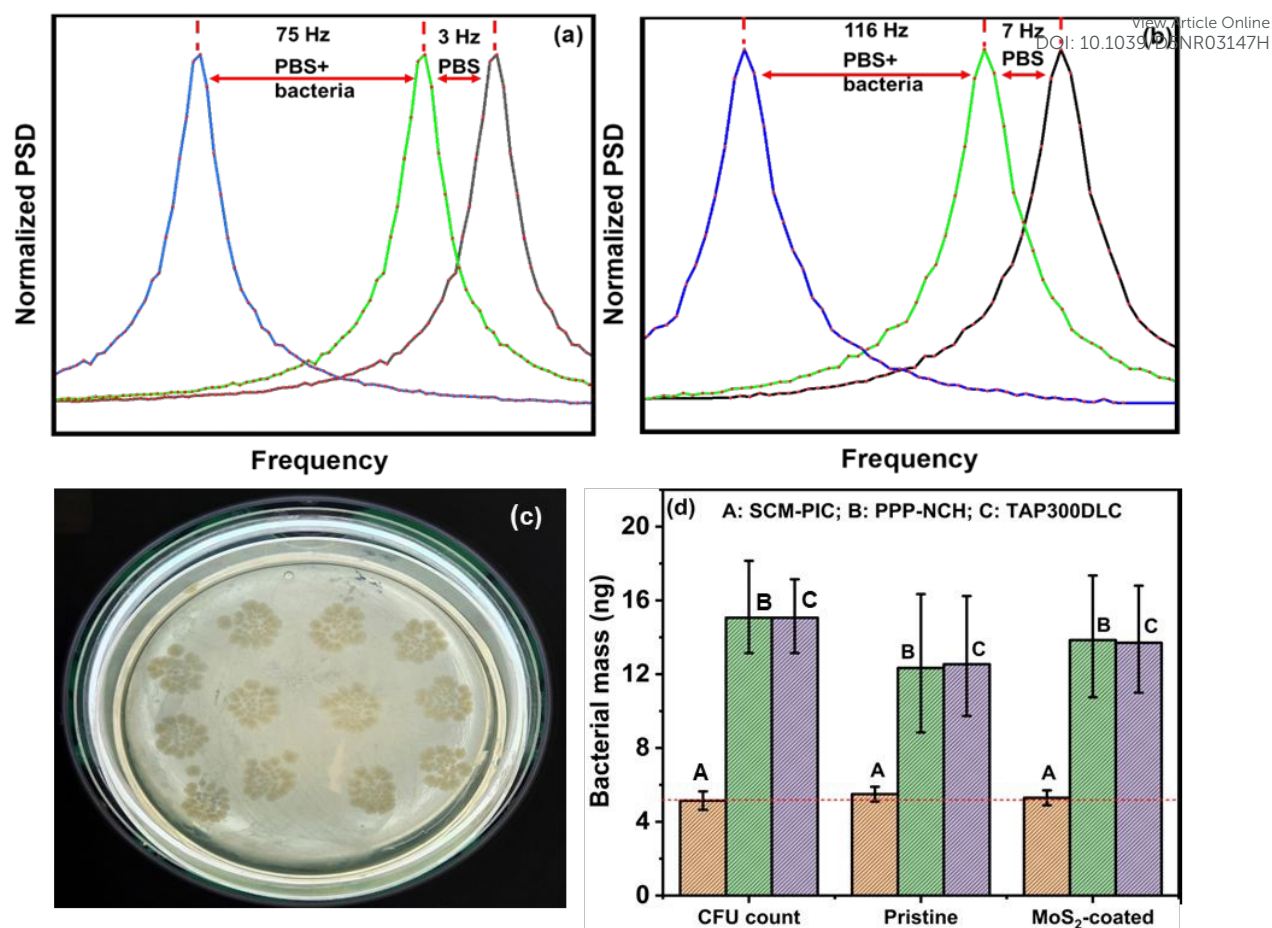 View Article Online
DOI: 10.1039/D5NR03147H
75 Hz
3 Hz
(a)
PBS+
bacteria
PBS
Normalized PSD
Frequency
116 Hz
7 Hz
(b)
PBS+
bacteria
PBS
Normalized PSD
Frequency
(c)
(d)
A: SCM-PIC; B: PPP-NCH; C: TAP300DLC
Bacterial mass (ng)
20
16
12
8
4
0
A
B
C
A
B
C
A
B
C
CFU count
Pristine
MoS₂-coated